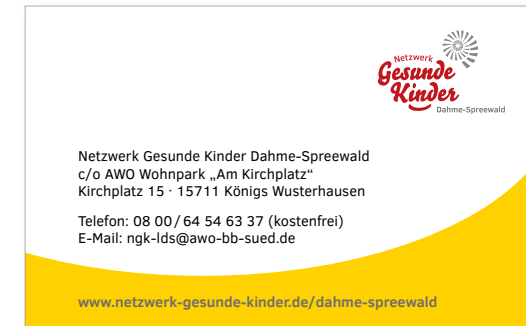 Netzwerk
Gesunde
Kinder
Dahme-Spreewald
Netzwerk Gesunde Kinder Dahme-Spreewald
c/o AWO Wohnpark „Am Kirchplatz“
Kirchplatz 15 · 15711 Königs Wusterhausen
Telefon: 08 00 / 64 54 63 37 (kostenfrei)
E-Mail: ngk-lds@awo-bb-sued.de
www.netzwerk-gesunde-kinder.de/dahme-spreewald